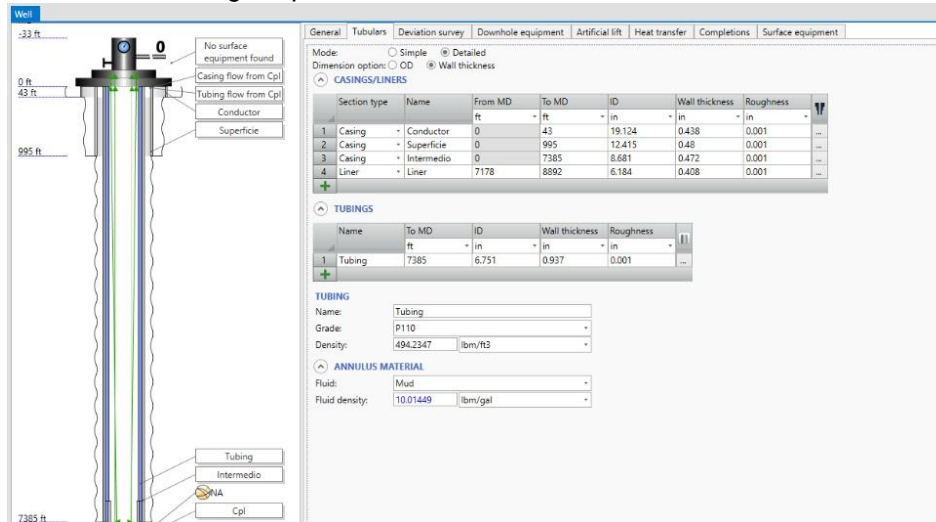 Well
-33 ft
0
No surface
equipment found
Casing flow from Cpl
0 ft
43 ft
Tubing flow from Cpl
Conductor
Superficie
995 ft
Tubing
Intermedio
NA
Cpl
7385 ft
General Tubulars Deviation survey Downhole equipment Artificial lift Heat transfer Completions Surface equipment
Mode: Simple Detailed
Dimension option: OD Wall thickness
CASINGS/LINERS
Section type Name From MD To MD ID Wall thickness Roughness
ft ft in in in
1 Casing Conductor 0 43 19.124 0.438 0.001 ...
2 Casing Superficie 0 995 12.415 0.48 0.001 ...
3 Casing Intermedio 0 7385 8.681 0.472 0.001 ...
4 Liner Liner 7178 8892 6.184 0.408 0.001 ...
TUBINGS
Name To MD ID Wall thickness Roughness
ft in in in
1 Tubing 7385 6.751 0.937 0.001 ...
TUBING
Name: Tubing
Grade: P110
Density: 494.2347 lbm/ft3
ANNULUS MATERIAL
Fluid: Mud
Fluid density: 10.01449 lbm/gal